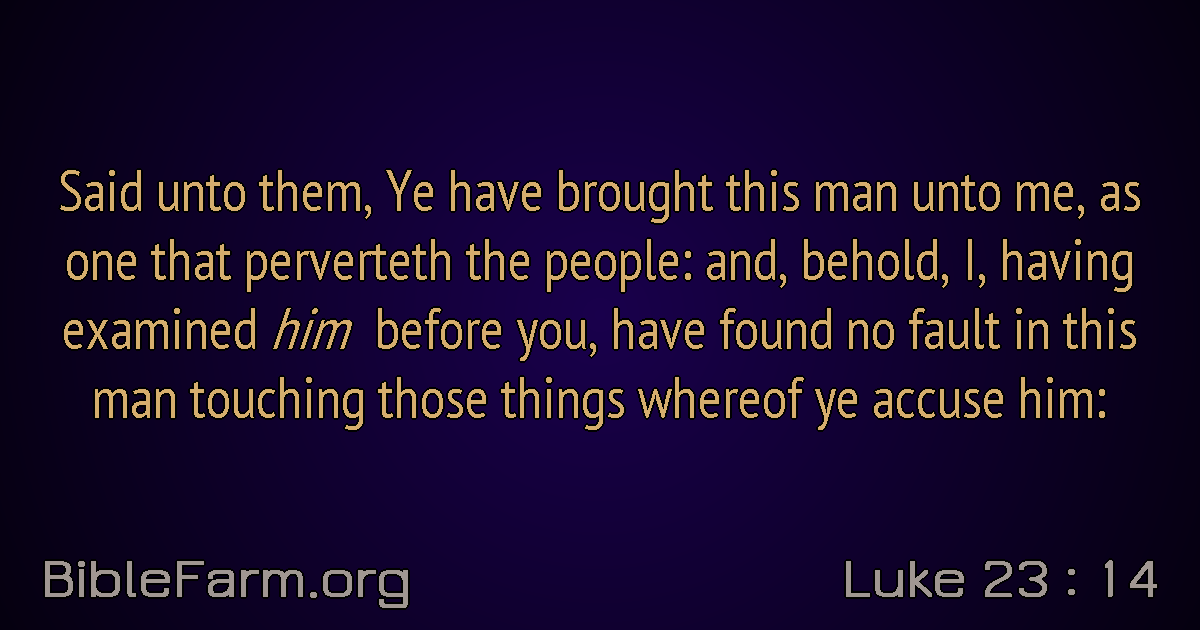 Said unto them, Ye have brought this man unto me, as
one that perverteth the people: and, behold, I, having
examined him before you, have found no fault in this
man touching those things whereof ye accuse him:
BibleFarm.org
Luke 23 : 14